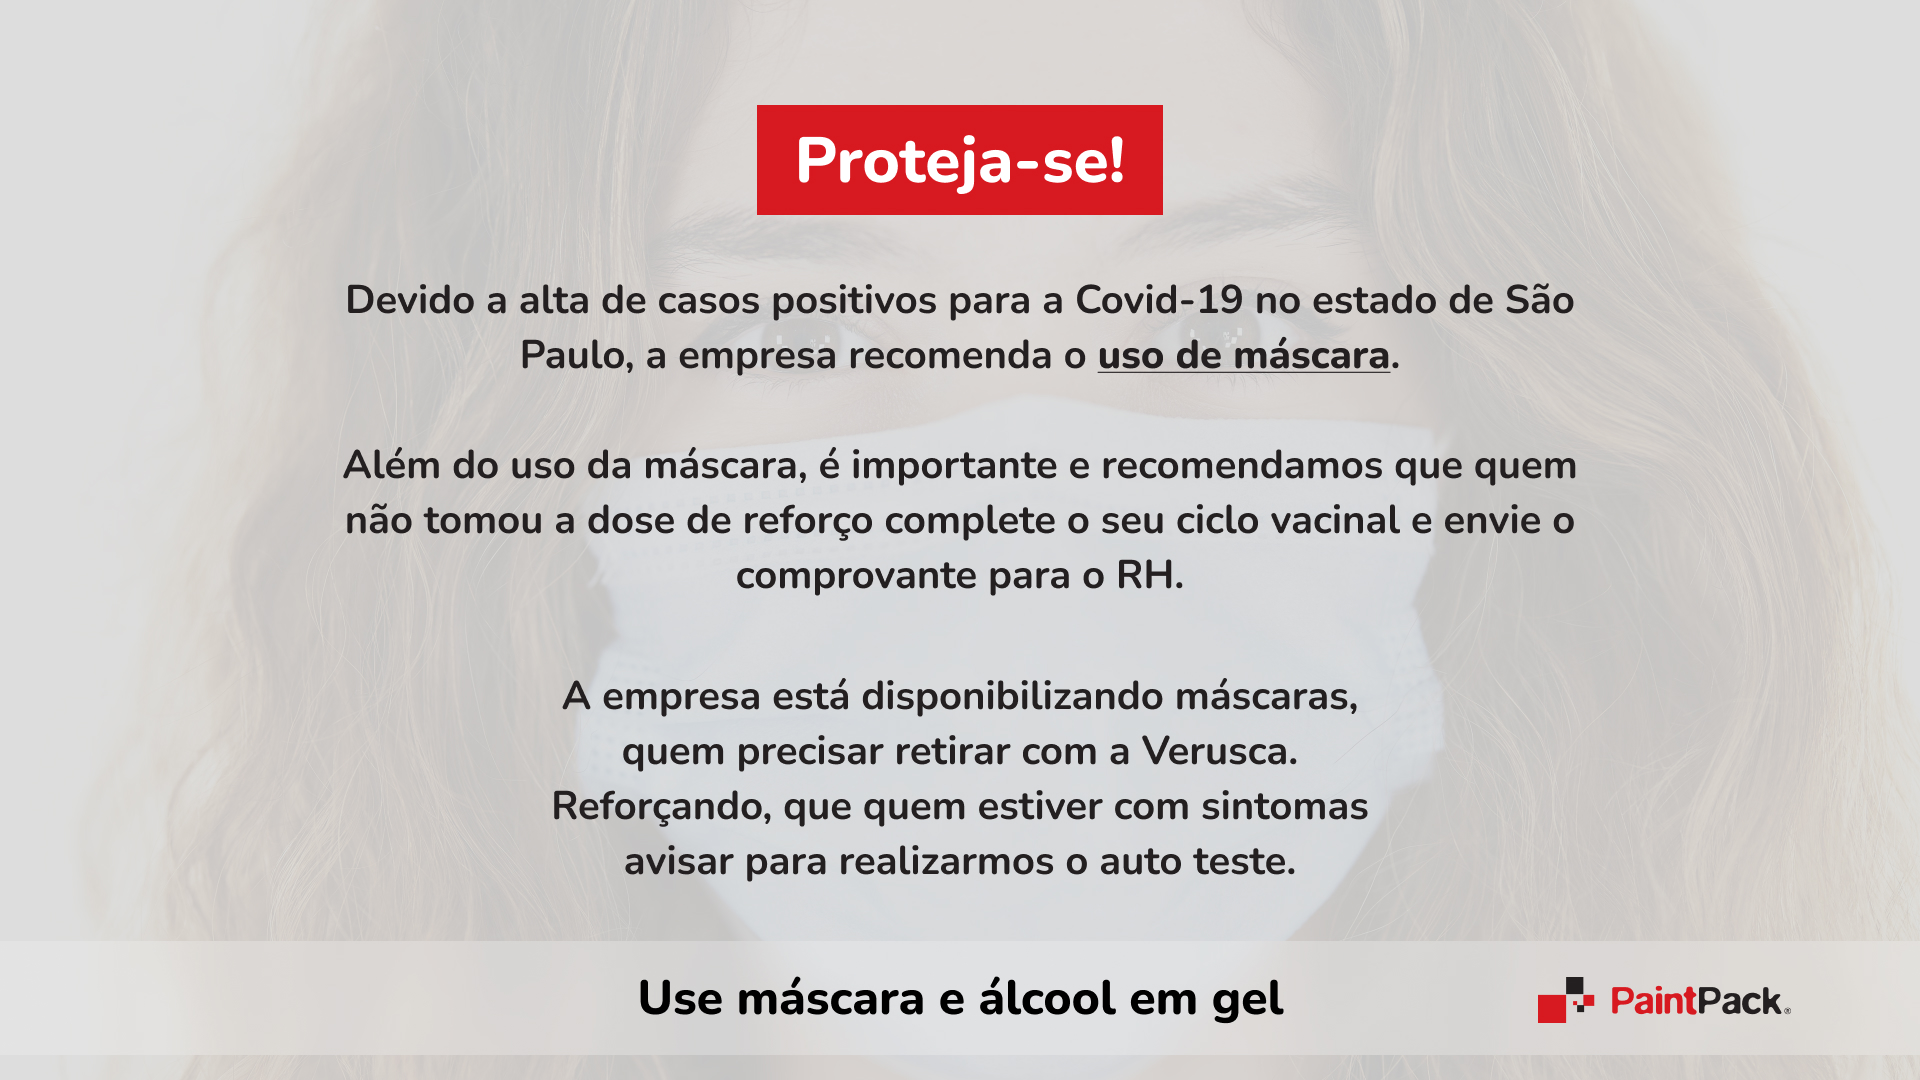 Proteja-se!
Devido a alta de casos positivos para a Covid-19 no estado de São
Paulo, a empresa recomenda o uso de máscara.
Além do uso da máscara, é importante e recomendamos que quem
não tomou a dose de reforço complete o seu ciclo vacinal e envie o
comprovante para o RH.
A empresa está disponibilizando máscaras,
quem precisar retirar com a Verusca.
Reforçando, que quem estiver com sintomas
avisar para realizarmos o auto teste.
Use máscara e álcool em gel
PaintPack®